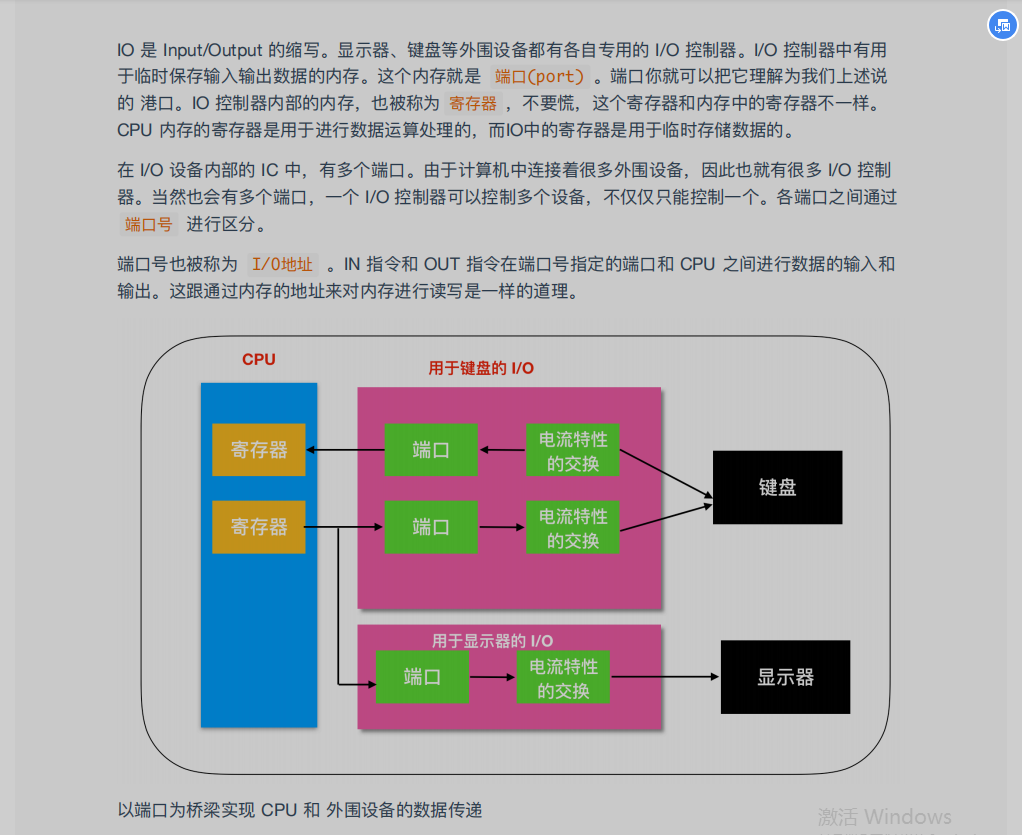 IO 是 Input/Output 的缩写。显示器、键盘等外围设备都有各自专用的 I/O 控制器。I/O 控制器中有用
于临时保存输入输出数据的内存。这个内存就是 端口(port) 。端口你就可以把它理解为我们上述说
的 港口。IO 控制器内部的内存，也被称为 寄存器 ，不要慌，这个寄存器和内存中的寄存器不一样。
CPU 内存的寄存器是用于进行数据运算处理的，而IO中的寄存器是用于临时存储数据的。
在 I/O 设备内部的 IC 中，有多个端口。由于计算机中连接着很多外围设备，因此也就有很多 I/O 控制
器。当然也会有多个端口，一个 I/O 控制器可以控制多个设备，不仅仅只能控制一个。各端口之间通过
端口号 进行区分。
端口号也被称为 I/O地址 。IN 指令和 OUT 指令在端口号指定的端口和 CPU 之间进行数据的输入和
输出。这跟通过内存的地址来对内存进行读写是一样的道理。
CPU
用于键盘的 I/O
寄存器
端口
电流特性
的交换
键盘
寄存器
端口
电流特性
的交换
用于显示器的 I/O
端口
电流特性
的交换
显示器
以端口为桥梁实现 CPU 和 外围设备的数据传递
激活 Windows